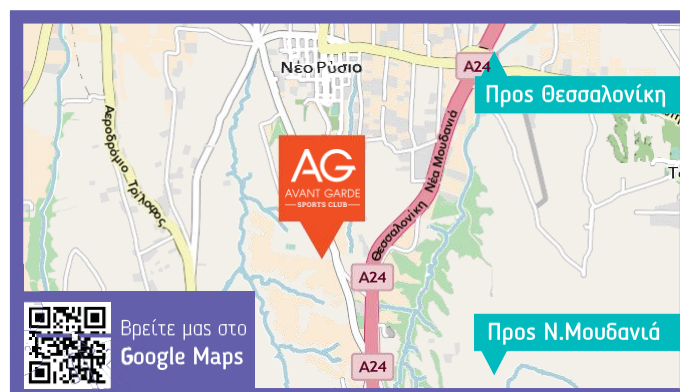 Νέο Ρύσιο
A24
Προς Θεσσαλονίκη
Αεροδρόμιο Τρίλοφος
Θεσσαλονίκη Νέα Μουδανιά
AG
AVANT GARDE
SPORTS CLUB
A24
Προς Ν.Μουδανιά
Βρείτε μας στο
Google Maps
A24